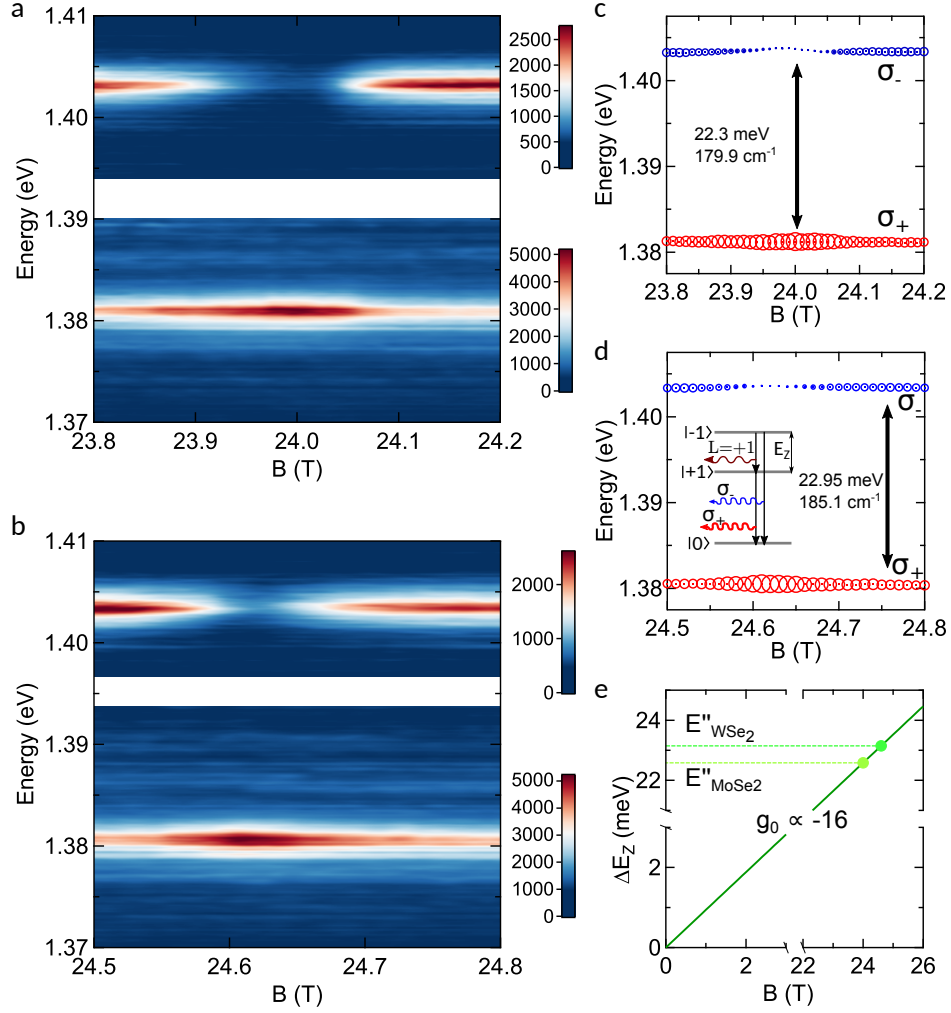 a
1.41
1.40
1.39
1.38
1.37
Energy (eV)
23.8 23.9 24.0 24.1 24.2
B (T)
2500
2000
1500
1000
500
0
5000
4000
3000
2000
1000
0
b
1.41
1.40
1.39
1.38
1.37
Energy (eV)
24.5 24.6 24.7 24.8
B (T)
2000
1000
0
5000
4000
3000
2000
1000
0
c
1.40
1.39
1.38
Energy (eV)
σ-
22.3 meV
179.9 cm-1
σ+
23.8 23.9 24.0 24.1 24.2
B (T)
d
1.40
1.39
1.38
Energy (eV)
σ-
|-1⟩
L=+1 EZ
|+1⟩
22.95 meV
185.1 cm-1
σ-
σ+
|0⟩
σ+
24.5 24.6 24.7 24.8
B (T)
e
24
22
2
0
ΔEZ (meV)
E"WSe2
E"MoSe2
g0 ∝ -16
0 2 22 24 26
B (T)